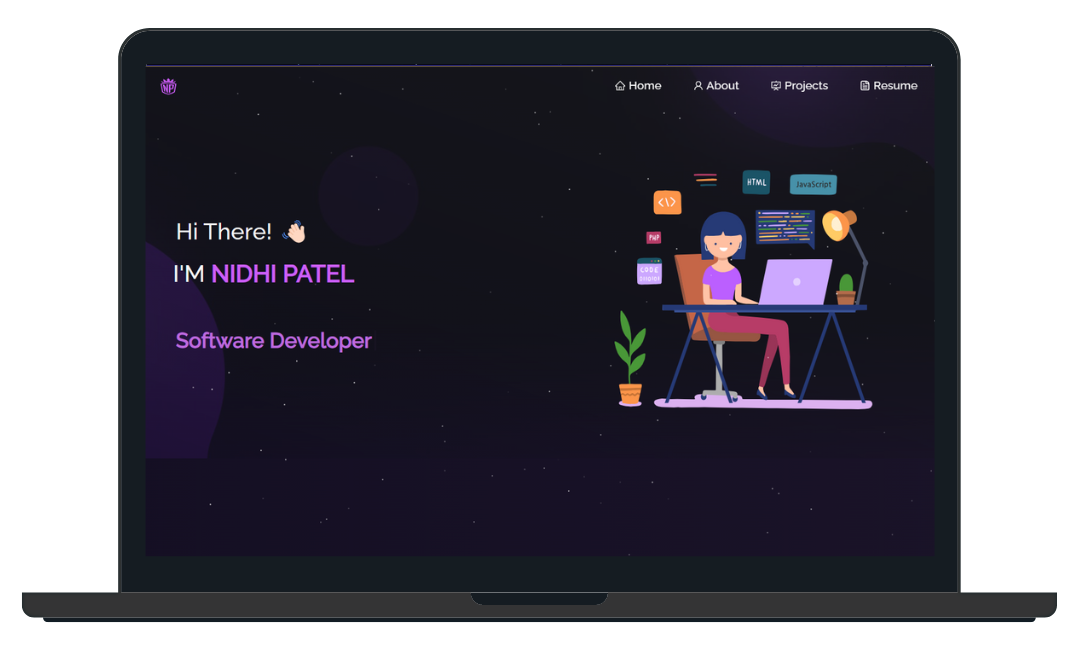 NP
Home About Projects Resume
HTML
JavaScript
<\>
PHP
CODE
Hi There! 👋🏻
I'M NIDHI PATEL
Software Developer